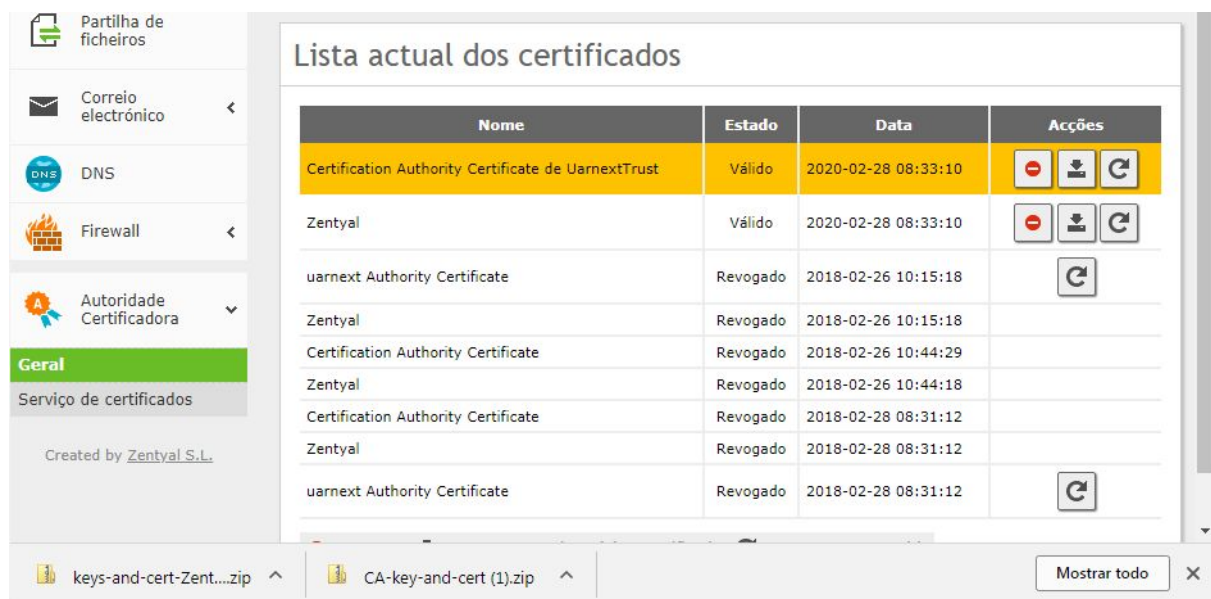 Partilha de
ficheiros
Correio
electrónico
DNS
DNS
Firewall
A
Autoridade
Certificadora
Geral
Serviço de certificados
Created by Zentyal S.L.
Lista actual dos certificados
Nome Estado Data Acções
Certification Authority Certificate de UarnextTrust Válido 2020-02-28 08:33:10
Zentyal Válido 2020-02-28 08:33:10
uarnext Authority Certificate Revogado 2018-02-26 10:15:18
Zentyal Revogado 2018-02-26 10:15:18
Certification Authority Certificate Revogado 2018-02-26 10:44:29
Zentyal Revogado 2018-02-26 10:44:18
Certification Authority Certificate Revogado 2018-02-28 08:31:12
Zentyal Revogado 2018-02-28 08:31:12
uarnext Authority Certificate Revogado 2018-02-28 08:31:12
keys-and-cert-Zent....zip
CA-key-and-cert (1).zip
Mostrar todo